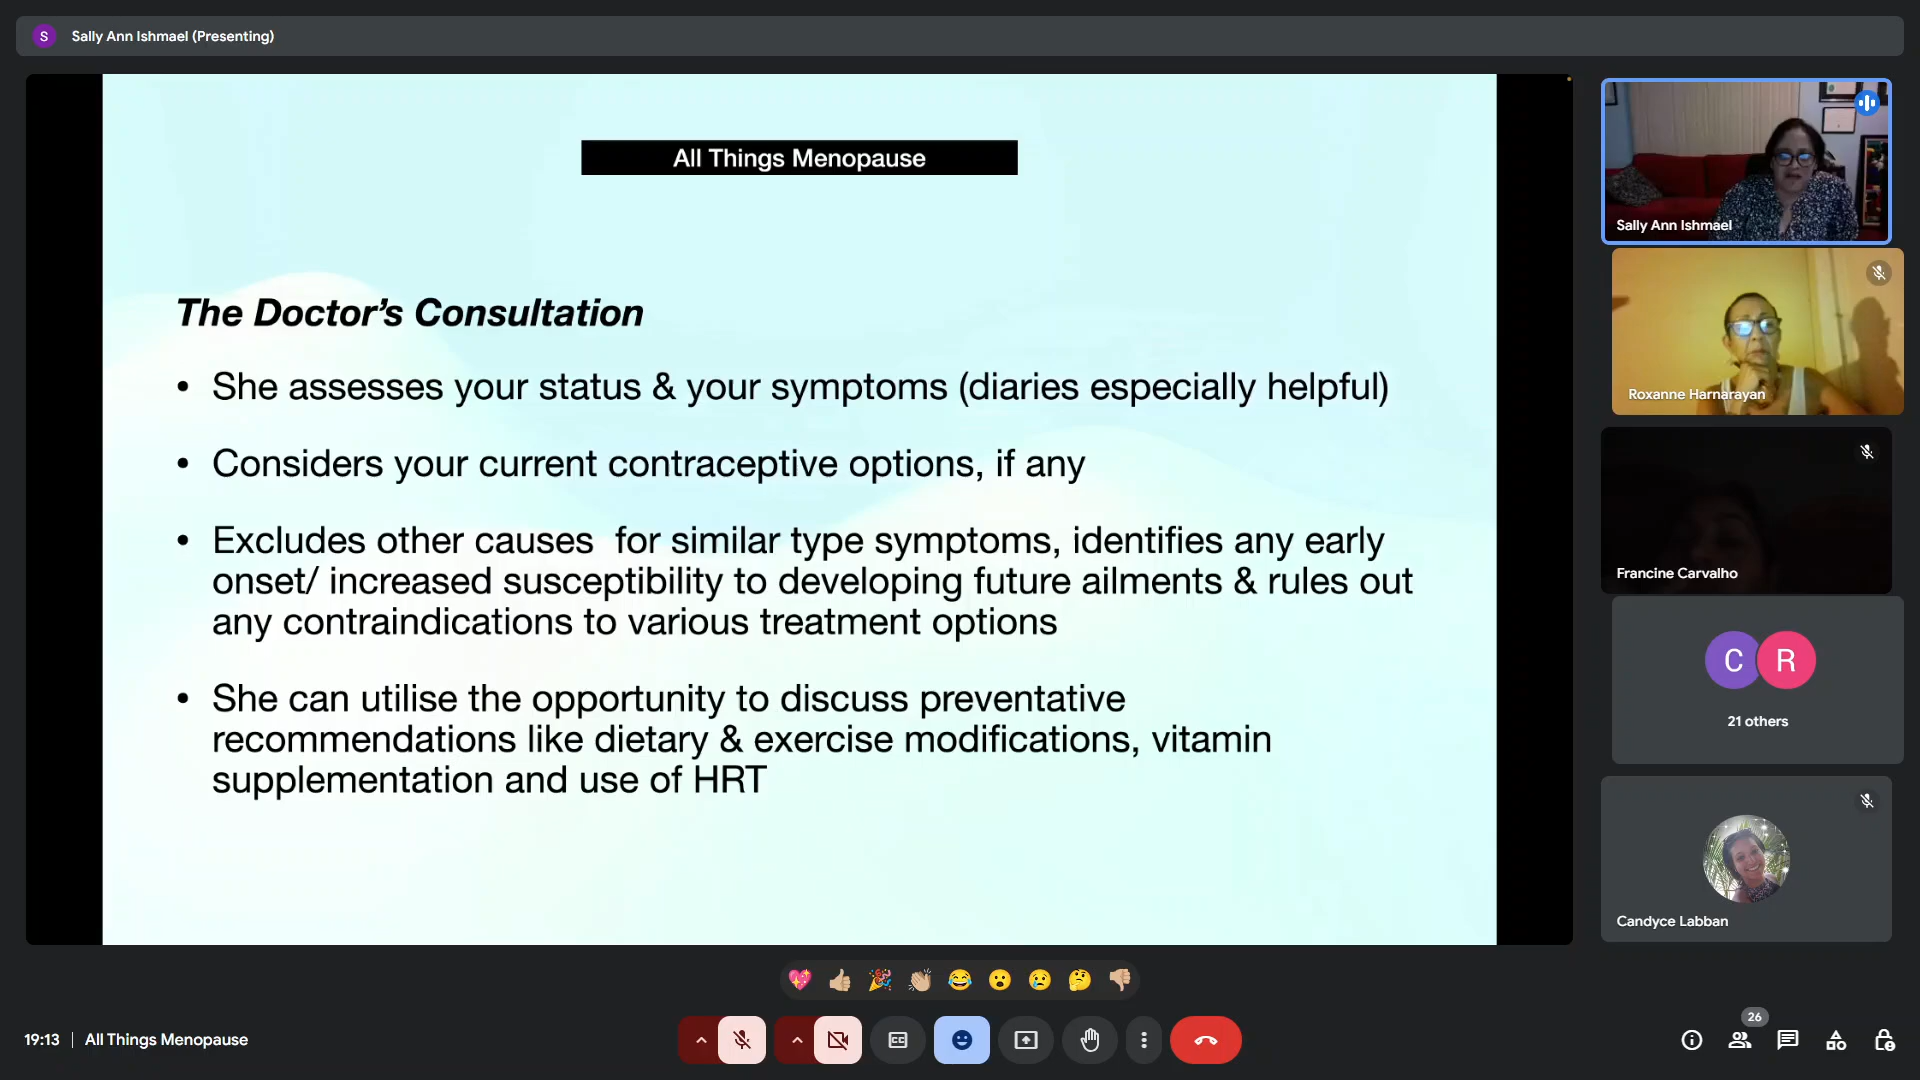 S Sally Ann Ishmael (Presenting)
All Things Menopause
The Doctor’s Consultation
• She assesses your status & your symptoms (diaries especially helpful)
• Considers your current contraceptive options, if any
• Excludes other causes  for similar type symptoms, identifies any early
onset/ increased susceptibility to developing future ailments & rules out
any contraindications to various treatment options
• She can utilise the opportunity to discuss preventative
recommendations like dietary & exercise modifications, vitamin
supplementation and use of HRT
Sally Ann Ishmael
Roxanne Harnarayan
Francine Carvalho
C R
21 others
Candyce Labban
19:13 | All Things Menopause
CC
26